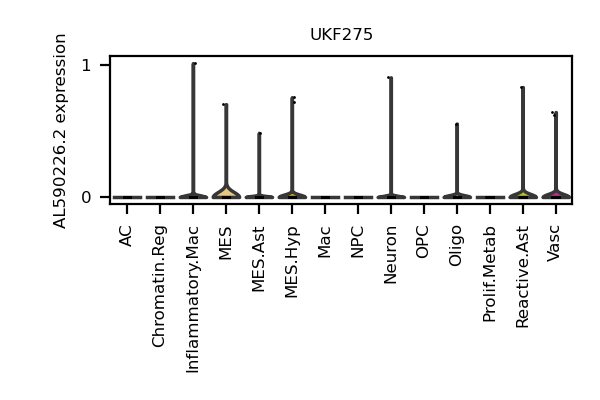 UKF275
AL590226.2 expression
1
0
AC
Chromatin.Reg
Inflammatory.Mac
MES
MES.Ast
MES.Hyp
Mac
NPC
Neuron
OPC
Oligo
Prolif.Metab
Reactive.Ast
Vasc